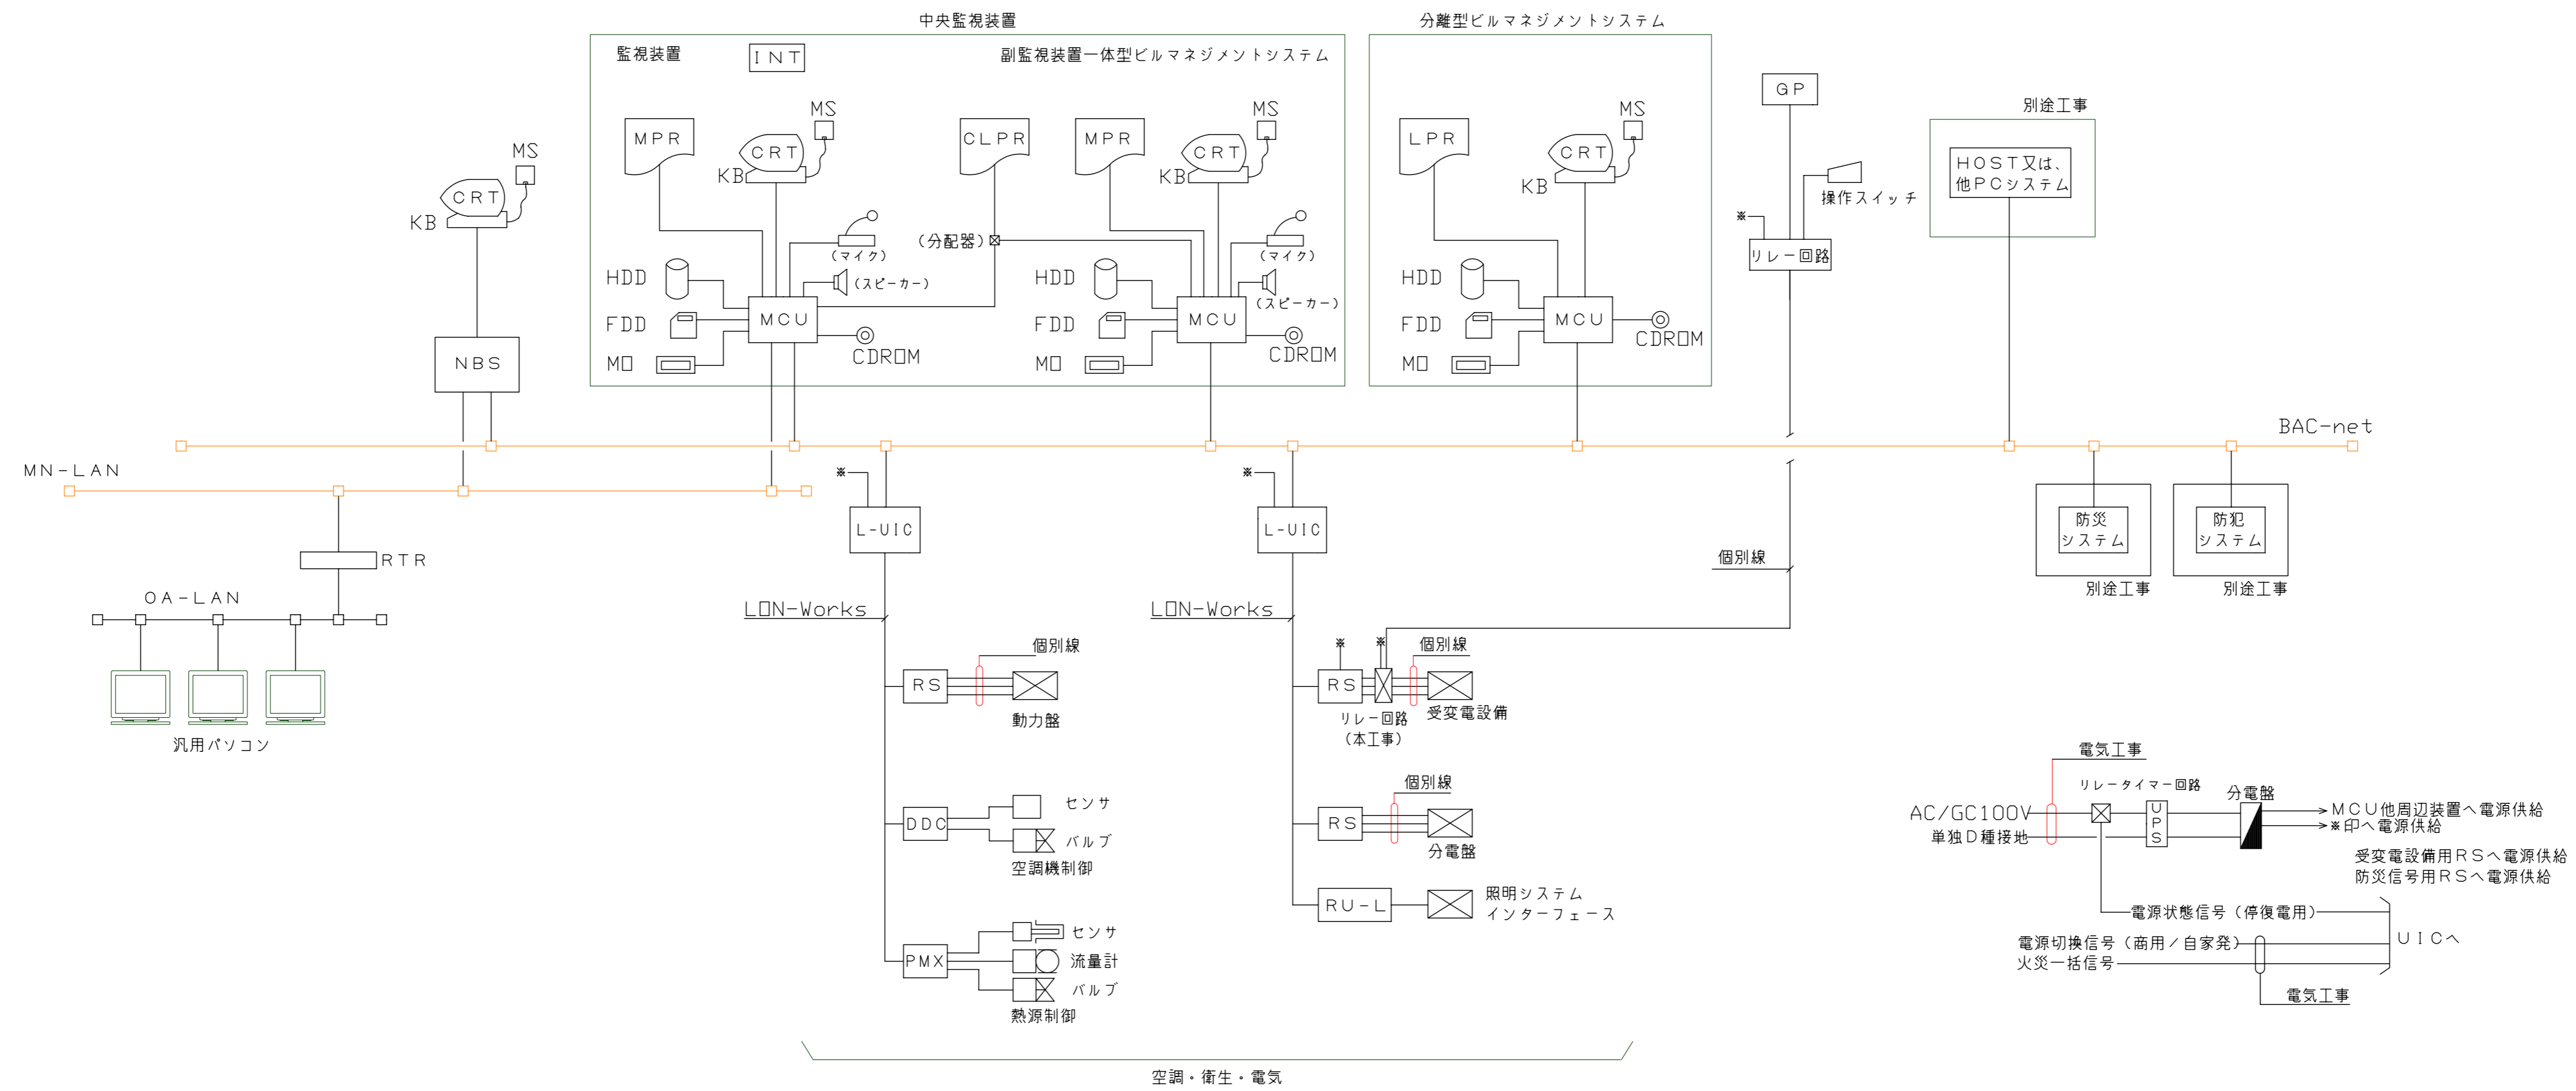 中央監視装置
分離型ビルマネジメントシステム
監視装置
INT
副監視装置一体型ビルマネジメントシステム
GP
別途工事
HOST又は、
他PCシステム
操作スイッチ
※
リレー回路
MS
CRT
KB
NBS
MPR
MS
CRT
KB
CLPR
(分配器)
(マイク)
(スピーカー)
HDD
FDD
MO
MCU
CDROM
MPR
MS
CRT
KB
(マイク)
(スピーカー)
HDD
FDD
MO
MCU
CDROM
LPR
MS
CRT
KB
HDD
FDD
MO
MCU
CDROM
BAC-net
MN-LAN
※
L-UIC
※
L-UIC
防災
システム
別途工事
防犯
システム
別途工事
個別線
RTR
OA-LAN
汎用パソコン
LON-Works
個別線
RS
動力盤
DDC
センサ
バルブ
空調機制御
PMX
センサ
流量計
バルブ
熱源制御
LON-Works
※
※
個別線
RS
リレー回路
(本工事)
受変電設備
個別線
RS
分電盤
RU-L
照明システム
インターフェース
空調・衛生・電気
電気工事
リレータイマー回路
分電盤
AC/GC100V
単独D種接地
UPS
MCU他周辺装置へ電源供給
※印へ電源供給
受変電設備用RSへ電源供給
防災信号用RSへ電源供給
電源状態信号(停復電用)
電源切換信号(商用/自家発)
火災一括信号
UICへ
電気工事